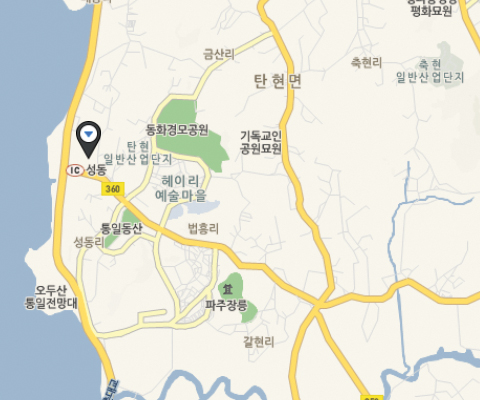 금산리
탄현면
축현리
축현
일반산업단지
평화묘원
동화경모공원
기독교인
공원묘원
탄현
일반산업단지
IC 성동
360
헤이리
예술마을
통일동산
성동리
법흥리
오두산
통일전망대
파주장릉
갈현리